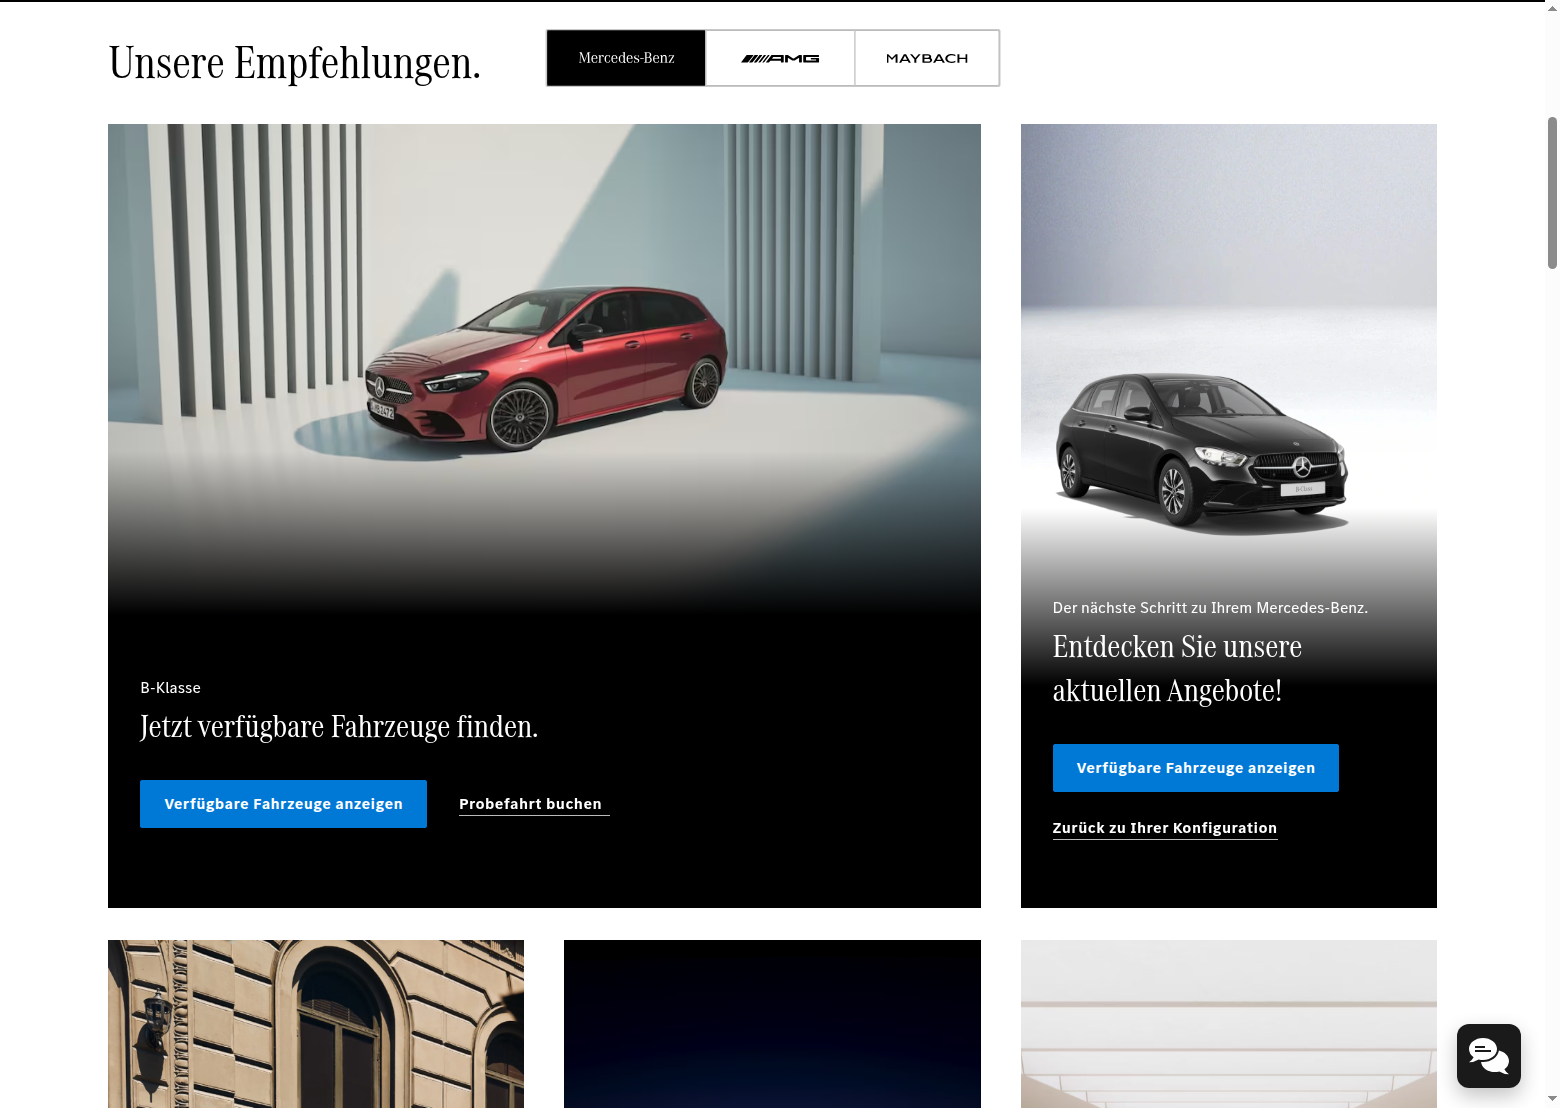 Unsere Empfehlungen.
Mercedes-Benz
AMG
MAYBACH
B-Klasse
Jetzt verfügbare Fahrzeuge finden.
Verfügbare Fahrzeuge anzeigen
Probefahrt buchen
Der nächste Schritt zu Ihrem Mercedes-Benz.
Entdecken Sie unsere
aktuellen Angebote!
Verfügbare Fahrzeuge anzeigen
Zurück zu Ihrer Konfiguration